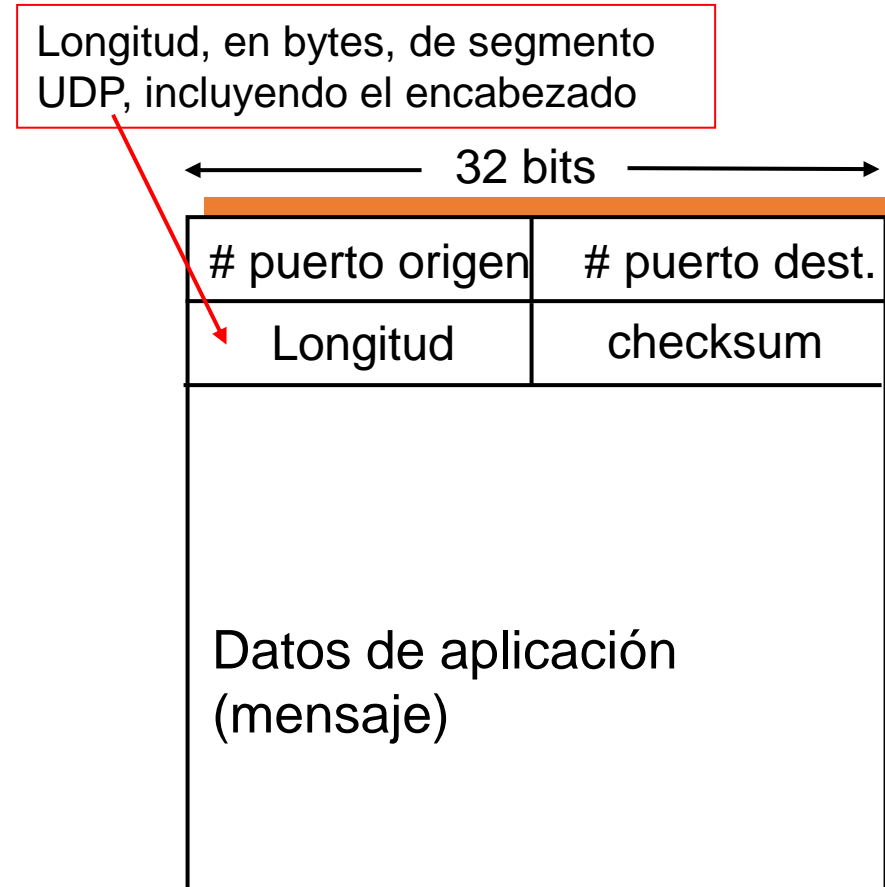 Longitud, en bytes, de segmento
UDP, incluyendo el encabezado
32 bits
# puerto origen
# puerto dest.
Longitud
checksum
Datos de aplicación
(mensaje)